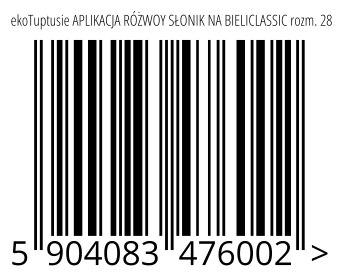 ekoTuptusie APLIKACJA RÓŻWOY SŁONIK NA BIELICLASSIC rozm. 28
5 904083 476002 >